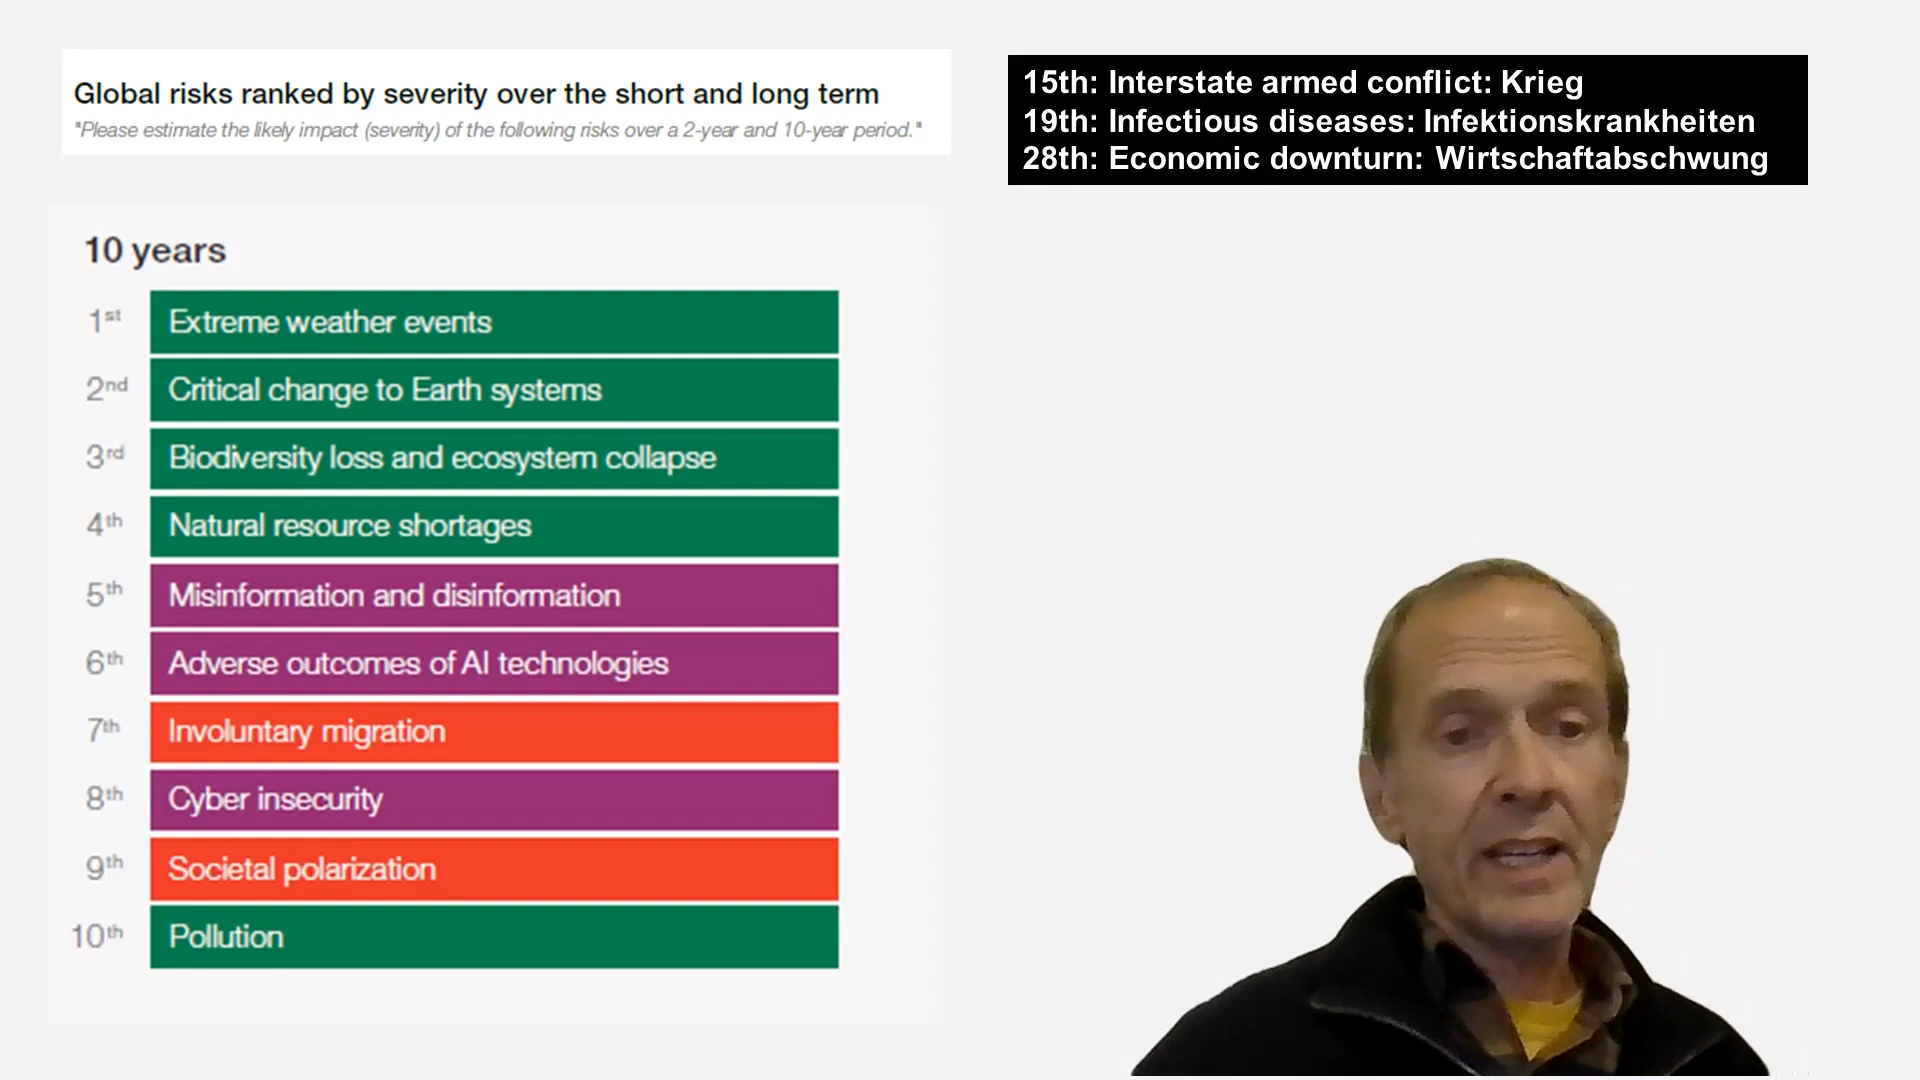 Global risks ranked by severity over the short and long term
"Please estimate the likely impact (severity) of the following risks over a 2-year and 10-year period."
15th: Interstate armed conflict: Krieg
19th: Infectious diseases: Infektionskrankheiten
28th: Economic downturn: Wirtschaftabschwung
10 years
1st Extreme weather events
2nd Critical change to Earth systems
3rd Biodiversity loss and ecosystem collapse
4th Natural resource shortages
5th Misinformation and disinformation
6th Adverse outcomes of AI technologies
7th Involuntary migration
8th Cyber insecurity
9th Societal polarization
10th Pollution